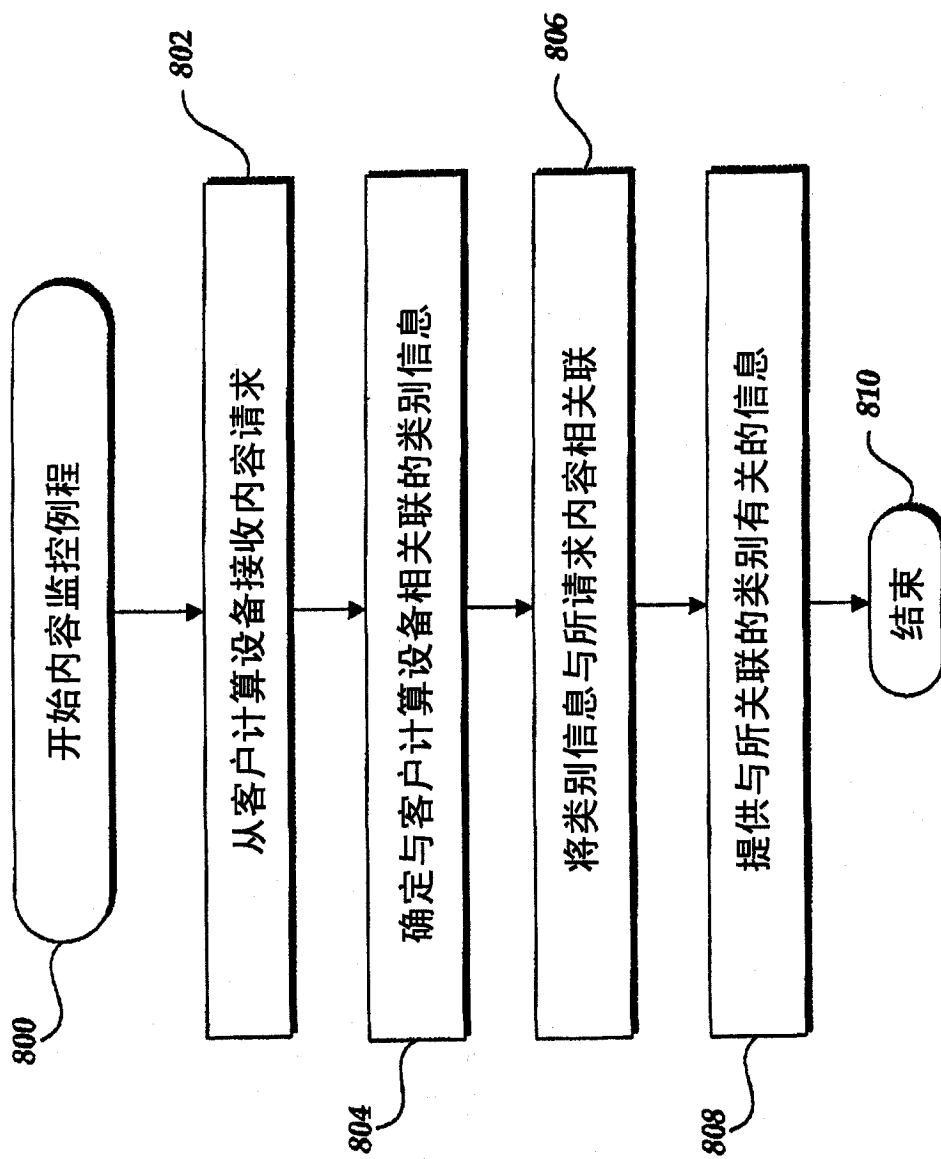 800
开始内容监控例程
802
从客户计算设备接收内容请求
804
确定与客户计算设备相关联的类别信息
806
将类别信息与所请求内容相关联
808
提供与所关联的类别有关的信息
810
结束